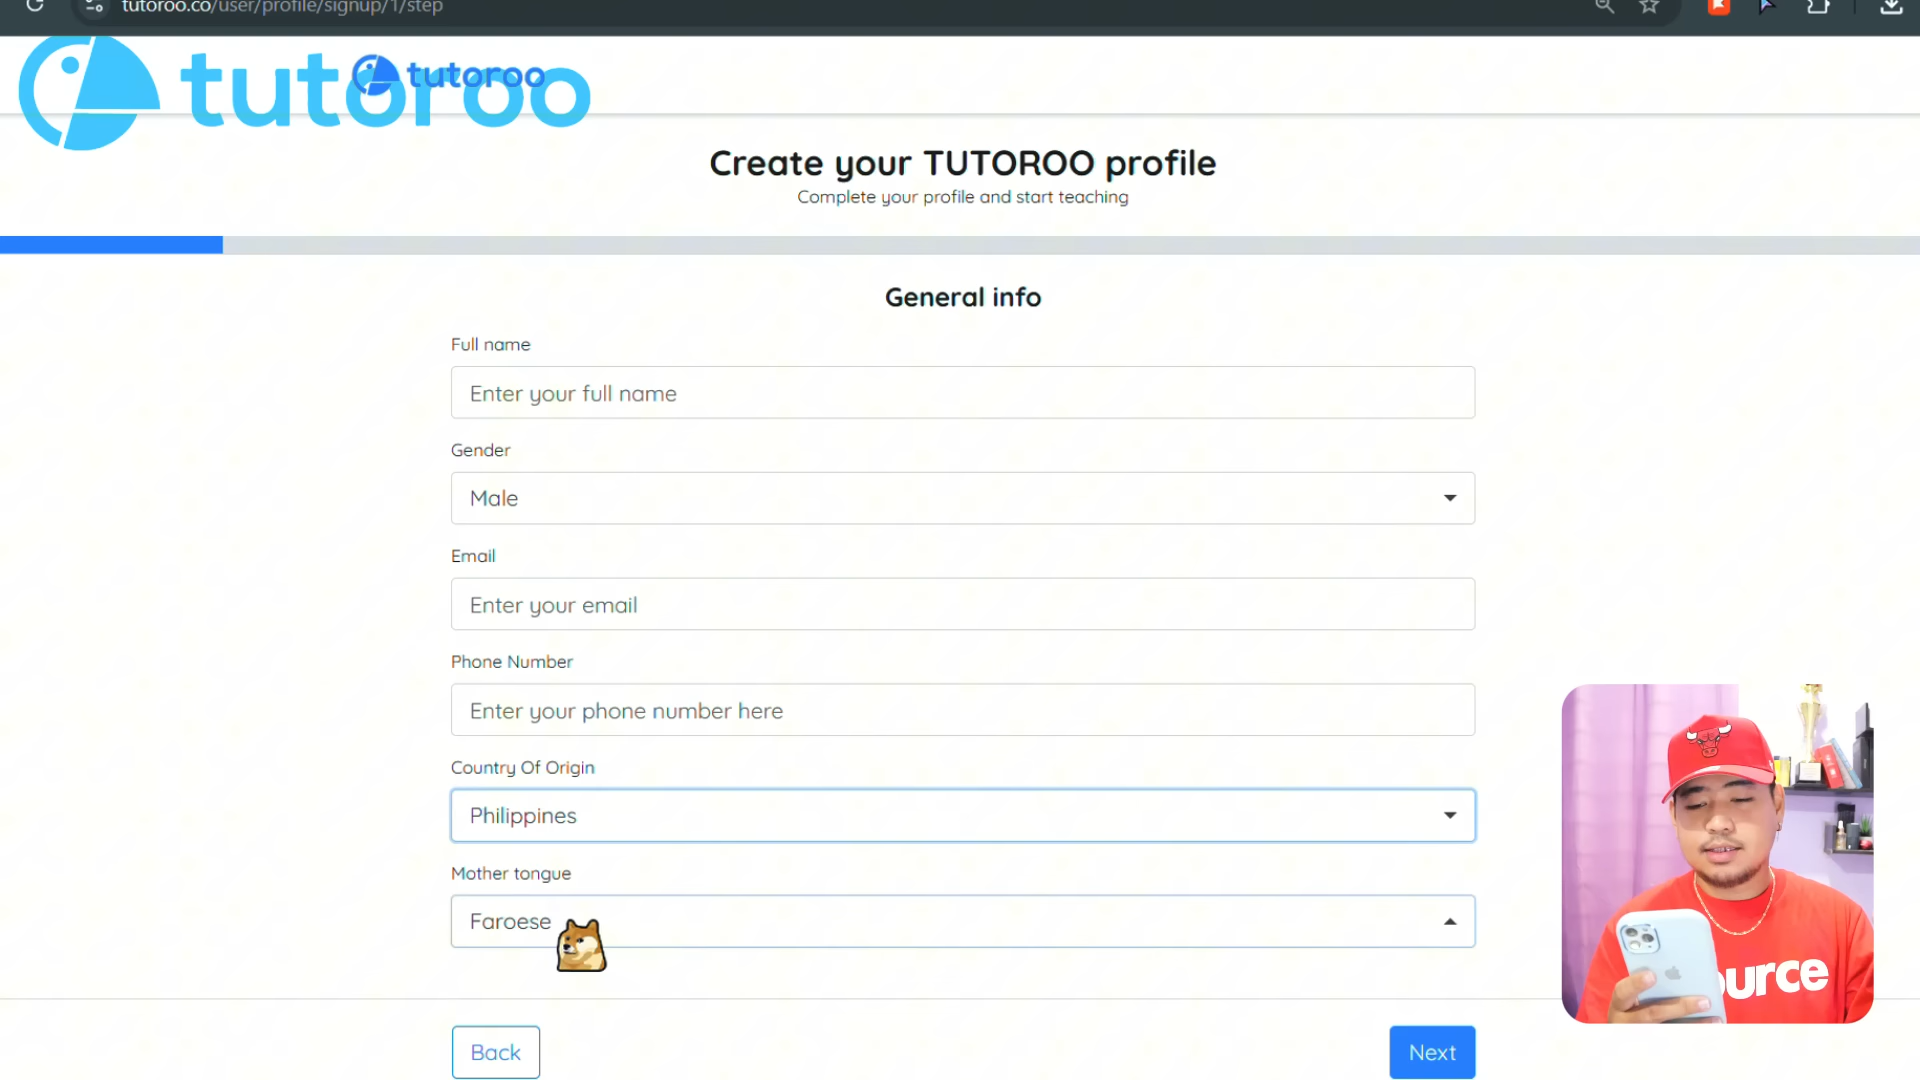 tutoroo.co/user/profile/signup/1/step
tutoroo
tutoroo
Create your TUTOROO profile
Complete your profile and start teaching
General info
Full name
Enter your full name
Gender
Male
Email
Enter your email
Phone Number
Enter your phone number here
Country Of Origin
Philippines
Mother tongue
Faroese
ource
Back
Next